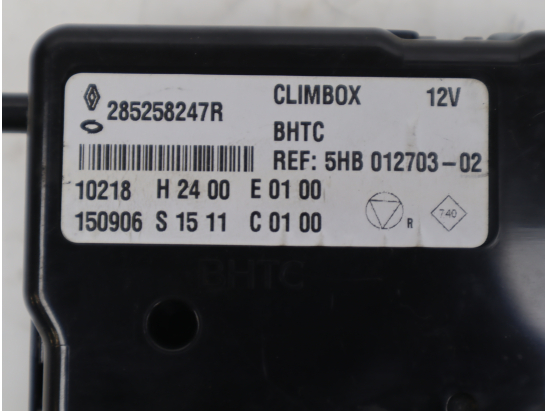 285258247R
CLIMBOX 12V
BHTC
REF: 5HB 012703-02
10218 H 24 00 E 01 00
150906 S 15 11 C 01 00
R
740
BHTC